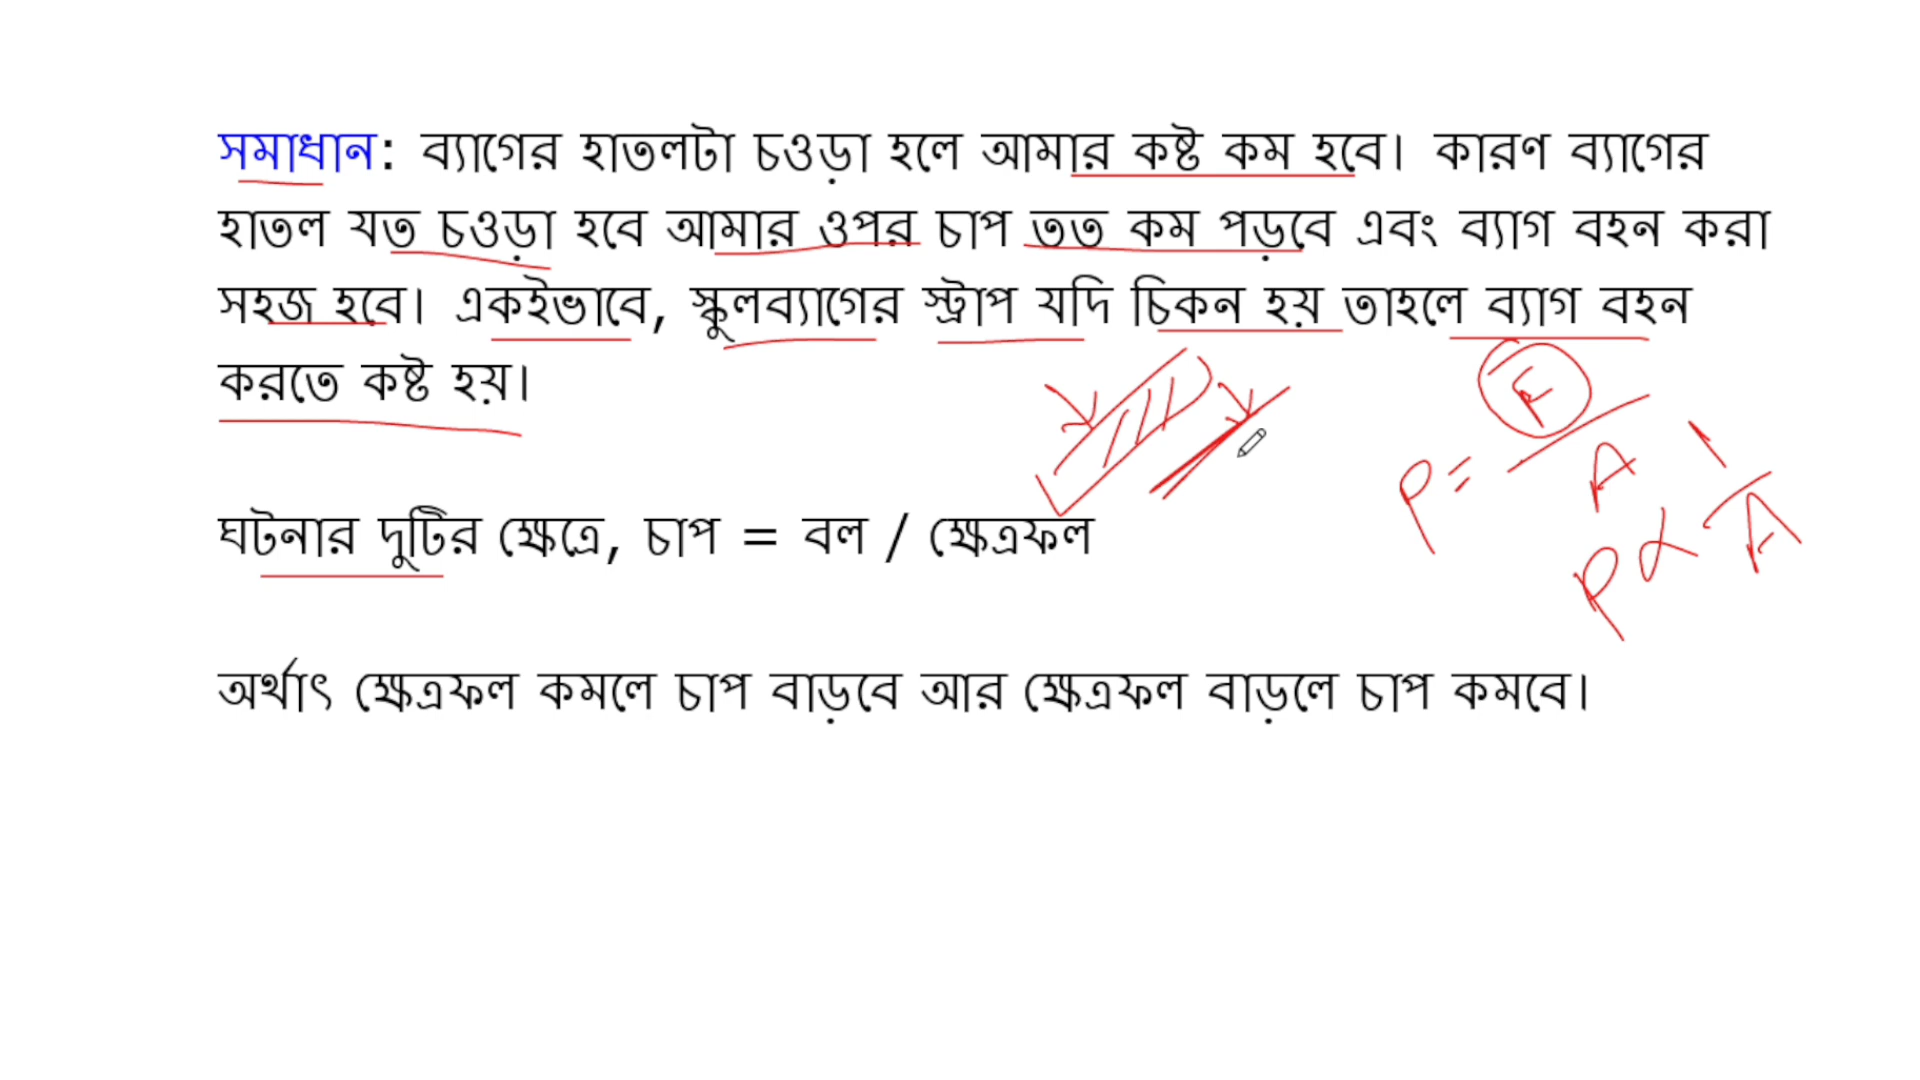 সমাধান: ব্যাগের হাতলটা চওড়া হলে আমার কষ্ট কম হবে। কারণ ব্যাগের
হাতল যত চওড়া হবে আমার ওপর চাপ তত কম পড়বে এবং ব্যাগ বহন করা
সহজ হবে। একইভাবে, স্কুলব্যাগের স্ট্রাপ যদি চিকন হয় তাহলে ব্যাগ বহন
করতে কষ্ট হয়।
P = F / A
P ∝ 1 / A
ঘটনার দুটির ক্ষেত্রে, চাপ = বল / ক্ষেত্রফল
অর্থাৎ ক্ষেত্রফল কমলে চাপ বাড়বে আর ক্ষেত্রফল বাড়লে চাপ কমবে।